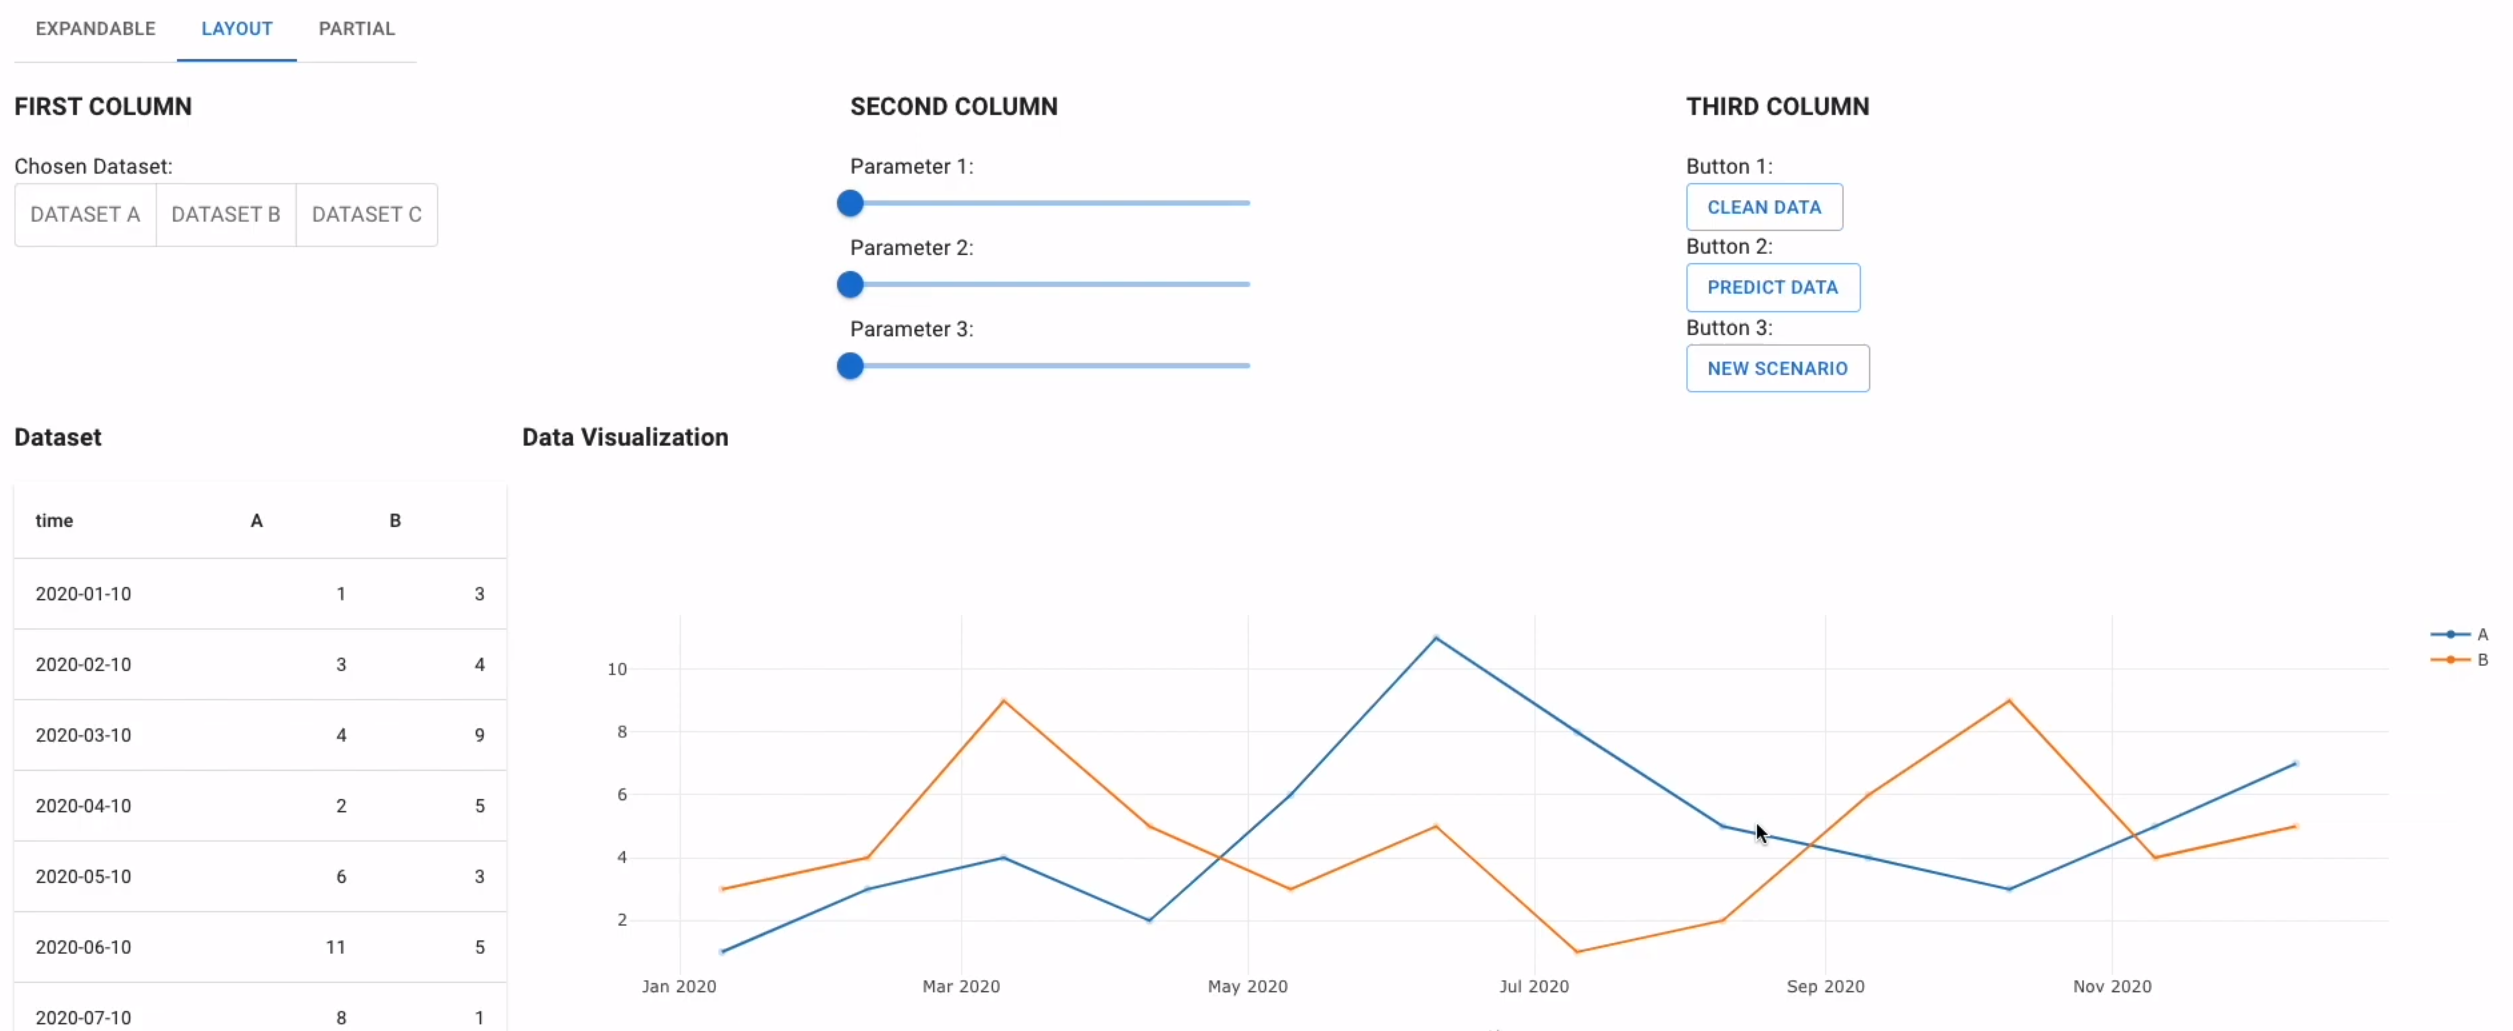 EXPANDABLE LAYOUT PARTIAL
FIRST COLUMN
Chosen Dataset:
DATASET A DATASET B DATASET C
SECOND COLUMN
Parameter 1:
Parameter 2:
Parameter 3:
THIRD COLUMN
Button 1:
CLEAN DATA
Button 2:
PREDICT DATA
Button 3:
NEW SCENARIO
Dataset
time A B
2020-01-10 1 3
2020-02-10 3 4
2020-03-10 4 9
2020-04-10 2 5
2020-05-10 6 3
2020-06-10 11 5
2020-07-10 8 1
Data Visualization
10
8
6
4
2
Jan 2020 Mar 2020 May 2020 Jul 2020 Sep 2020 Nov 2020
A
B